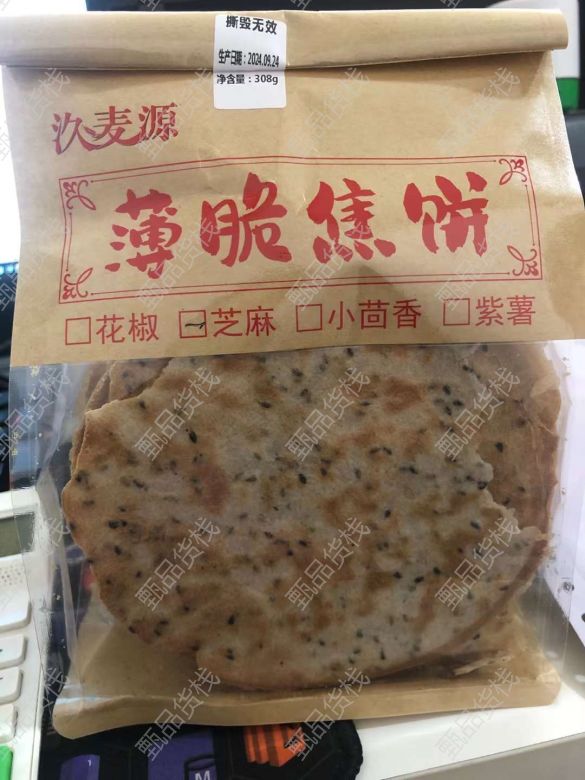 撕毁无效
生产日期：2024.09.24
净含量：308g
汣麦源
薄脆焦饼
□花椒 □芝麻 □小茴香 □紫薯
甄品货栈
M